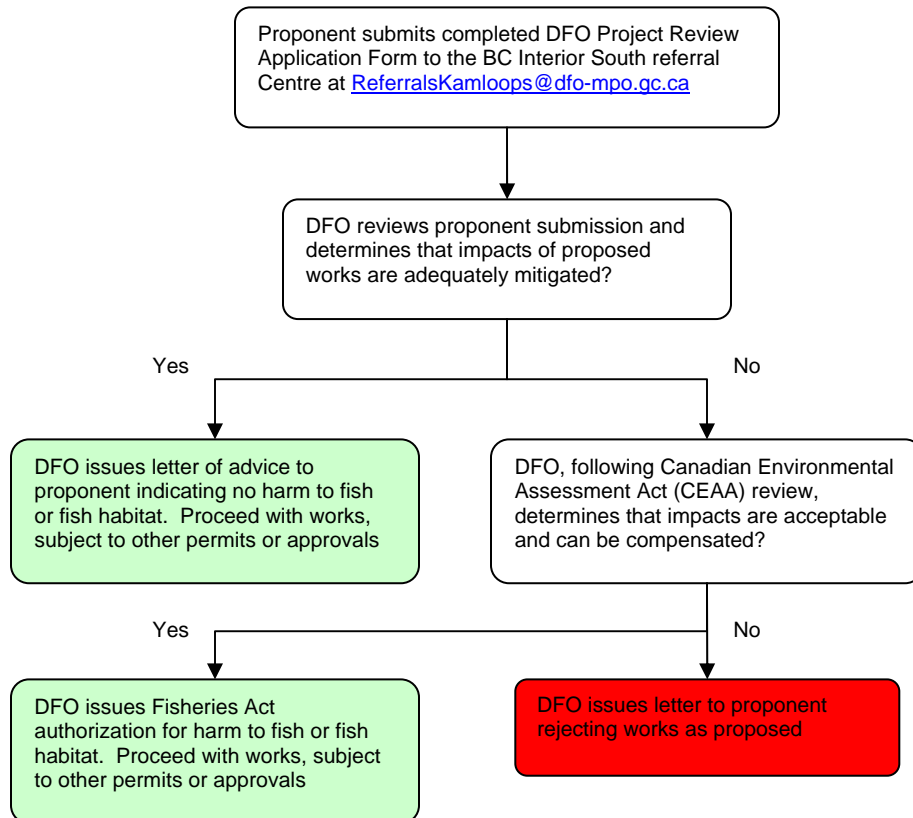 Proponent submits completed DFO Project Review
Application Form to the BC Interior South referral
Centre at ReferralsKamloops@dfo-mpo.gc.ca
DFO reviews proponent submission and
determines that impacts of proposed
works are adequately mitigated?
Yes
No
DFO issues letter of advice to
proponent indicating no harm to fish
or fish habitat.  Proceed with works,
subject to other permits or approvals
DFO, following Canadian Environmental
Assessment Act (CEAA) review,
determines that impacts are acceptable
and can be compensated?
Yes
No
DFO issues Fisheries Act
authorization for harm to fish or fish
habitat.  Proceed with works, subject
to other permits or approvals
DFO issues letter to proponent
rejecting works as proposed